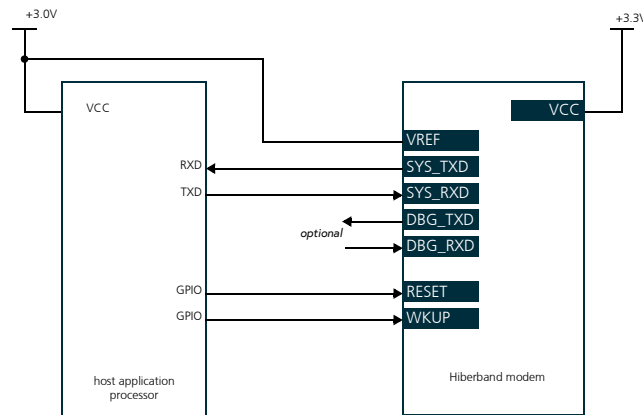 +3.0V
+3.3V
VCC
VCC
VREF
RXD
SYS_TXD
TXD
SYS_RXD
DBG_TXD
optional
DBG_RXD
GPIO
RESET
GPIO
WKUP
host application
processor
Hiberband modem